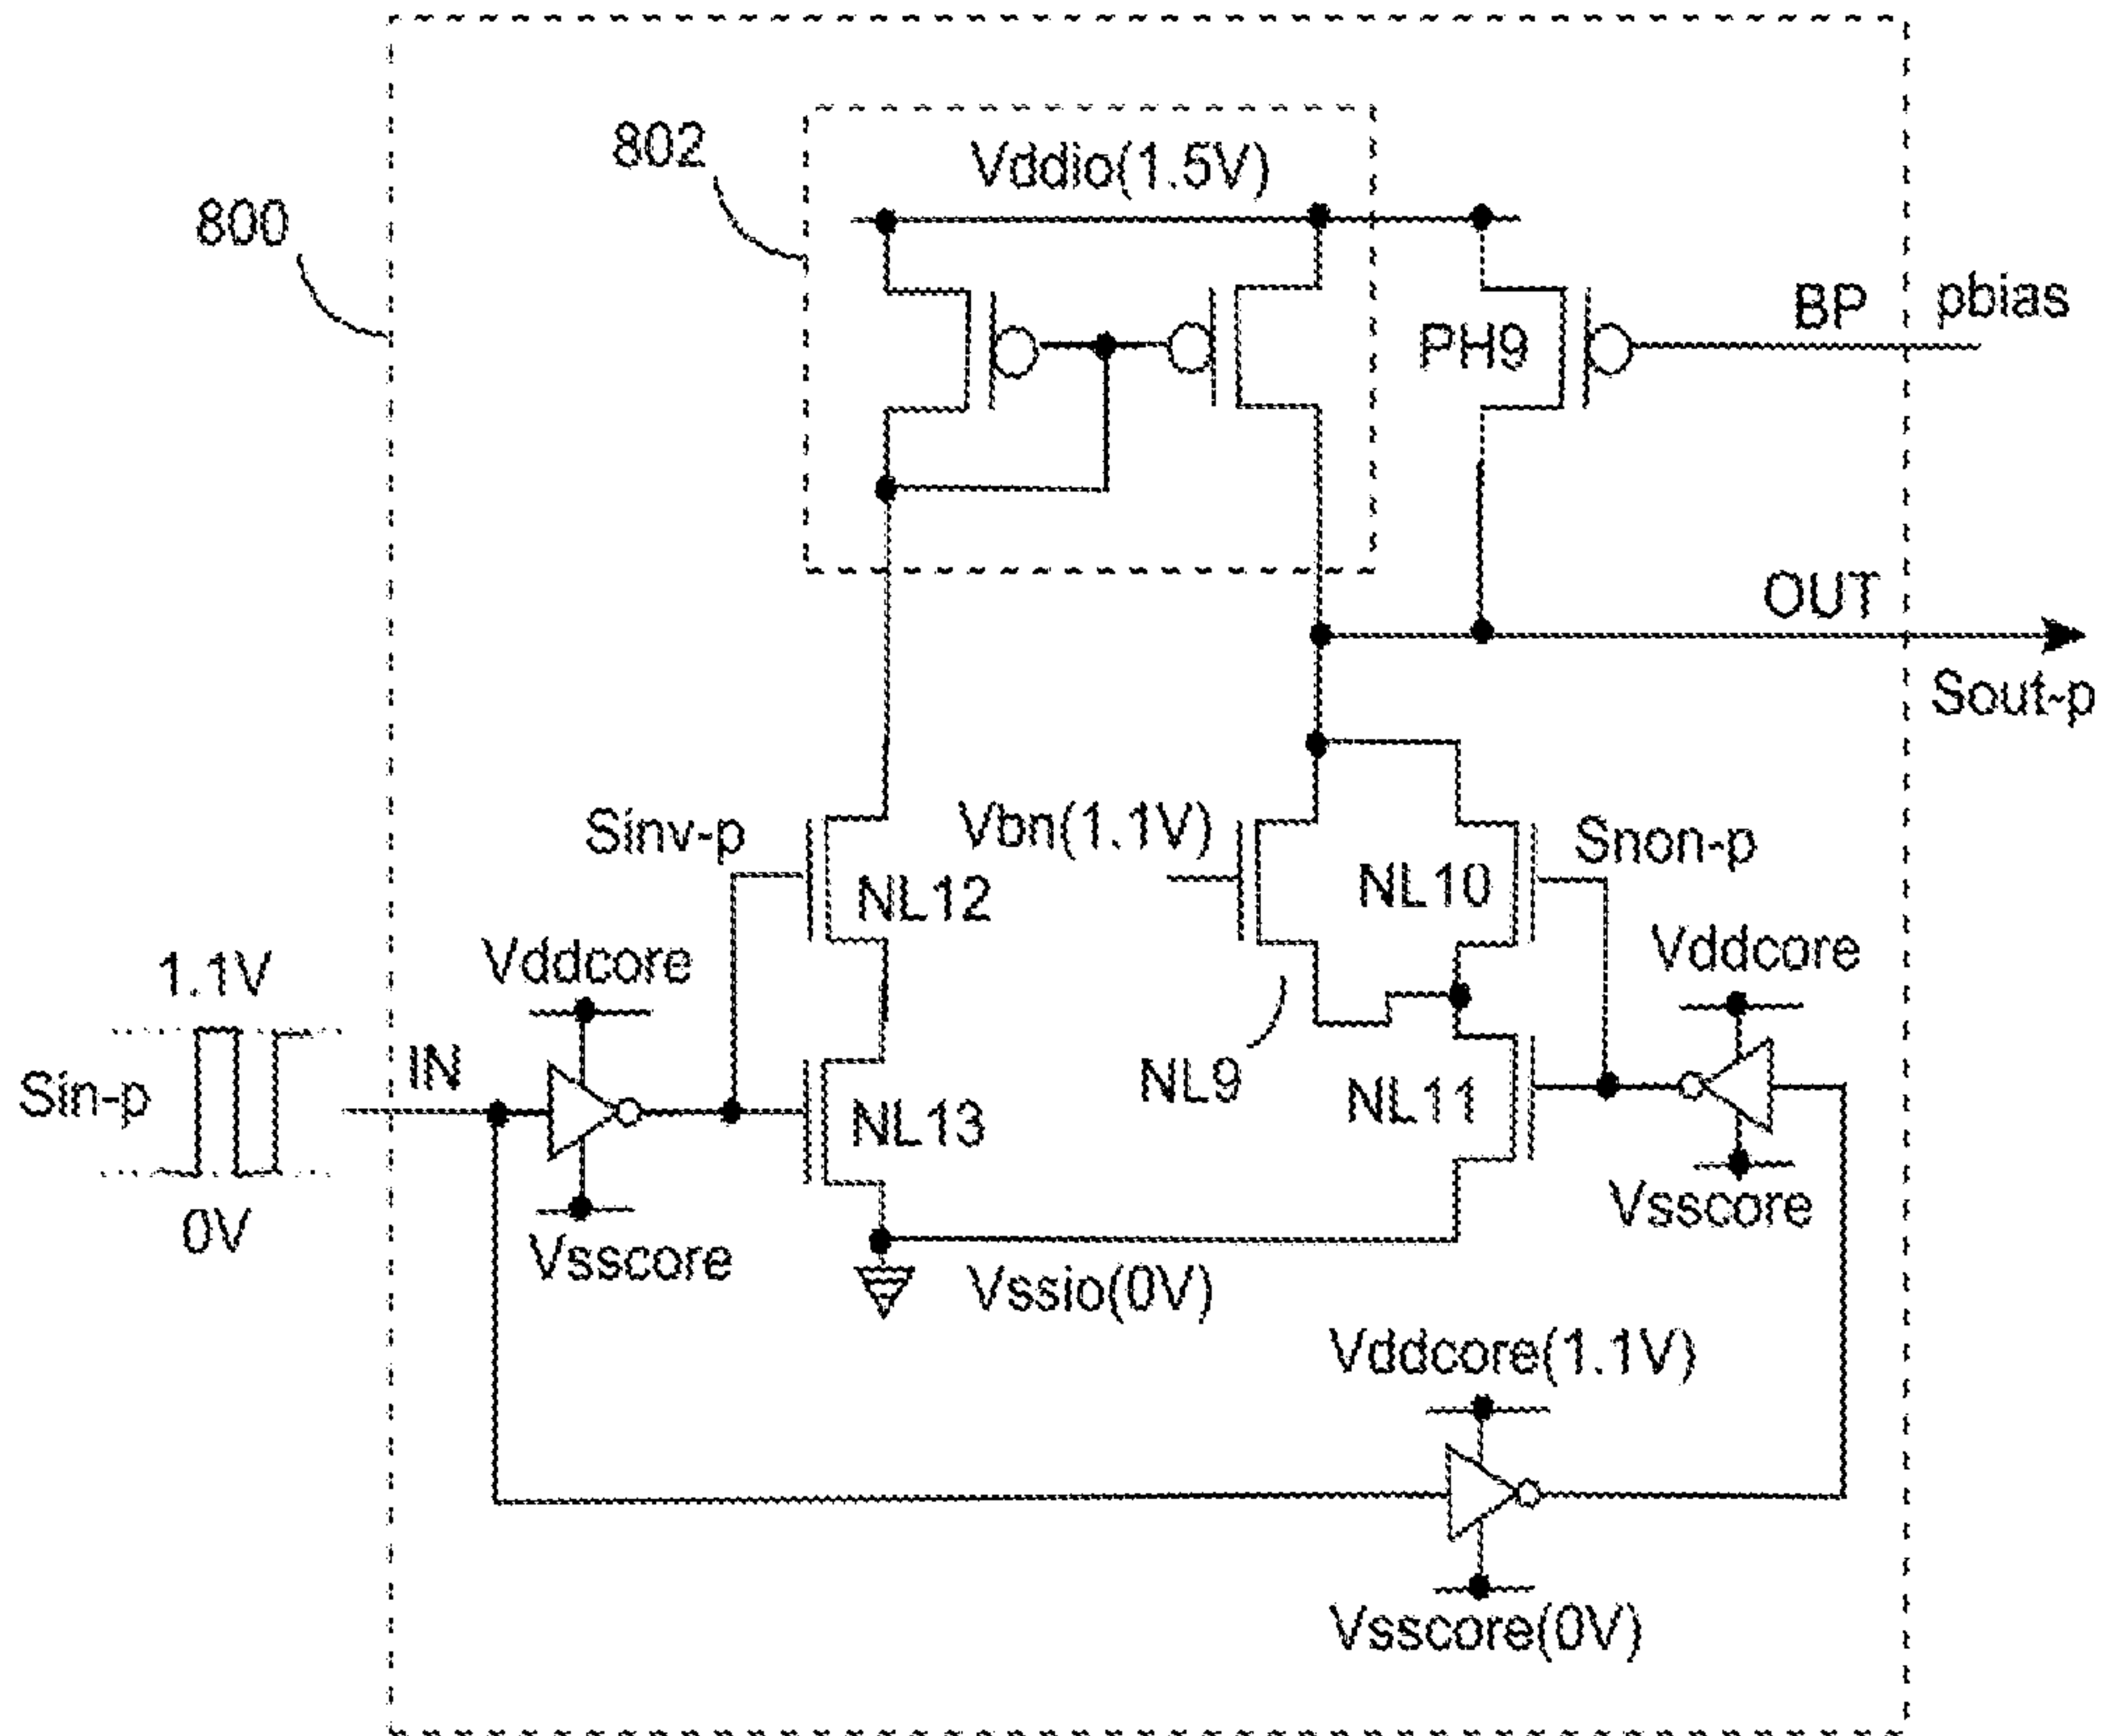 802
Vddio(1.5V)
800
PH9
BP
pbias
OUT
Sout-p
Sinv-p
Vbn(1.1V)
Snon-p
NL12
NL10
Vddcore
Vddcore
1.1V
IN
Sin-p
NL9
NL11
NL13
0V
Vsscore
Vsscore
Vssio(0V)
Vddcore(1.1V)
Vsscore(0V)